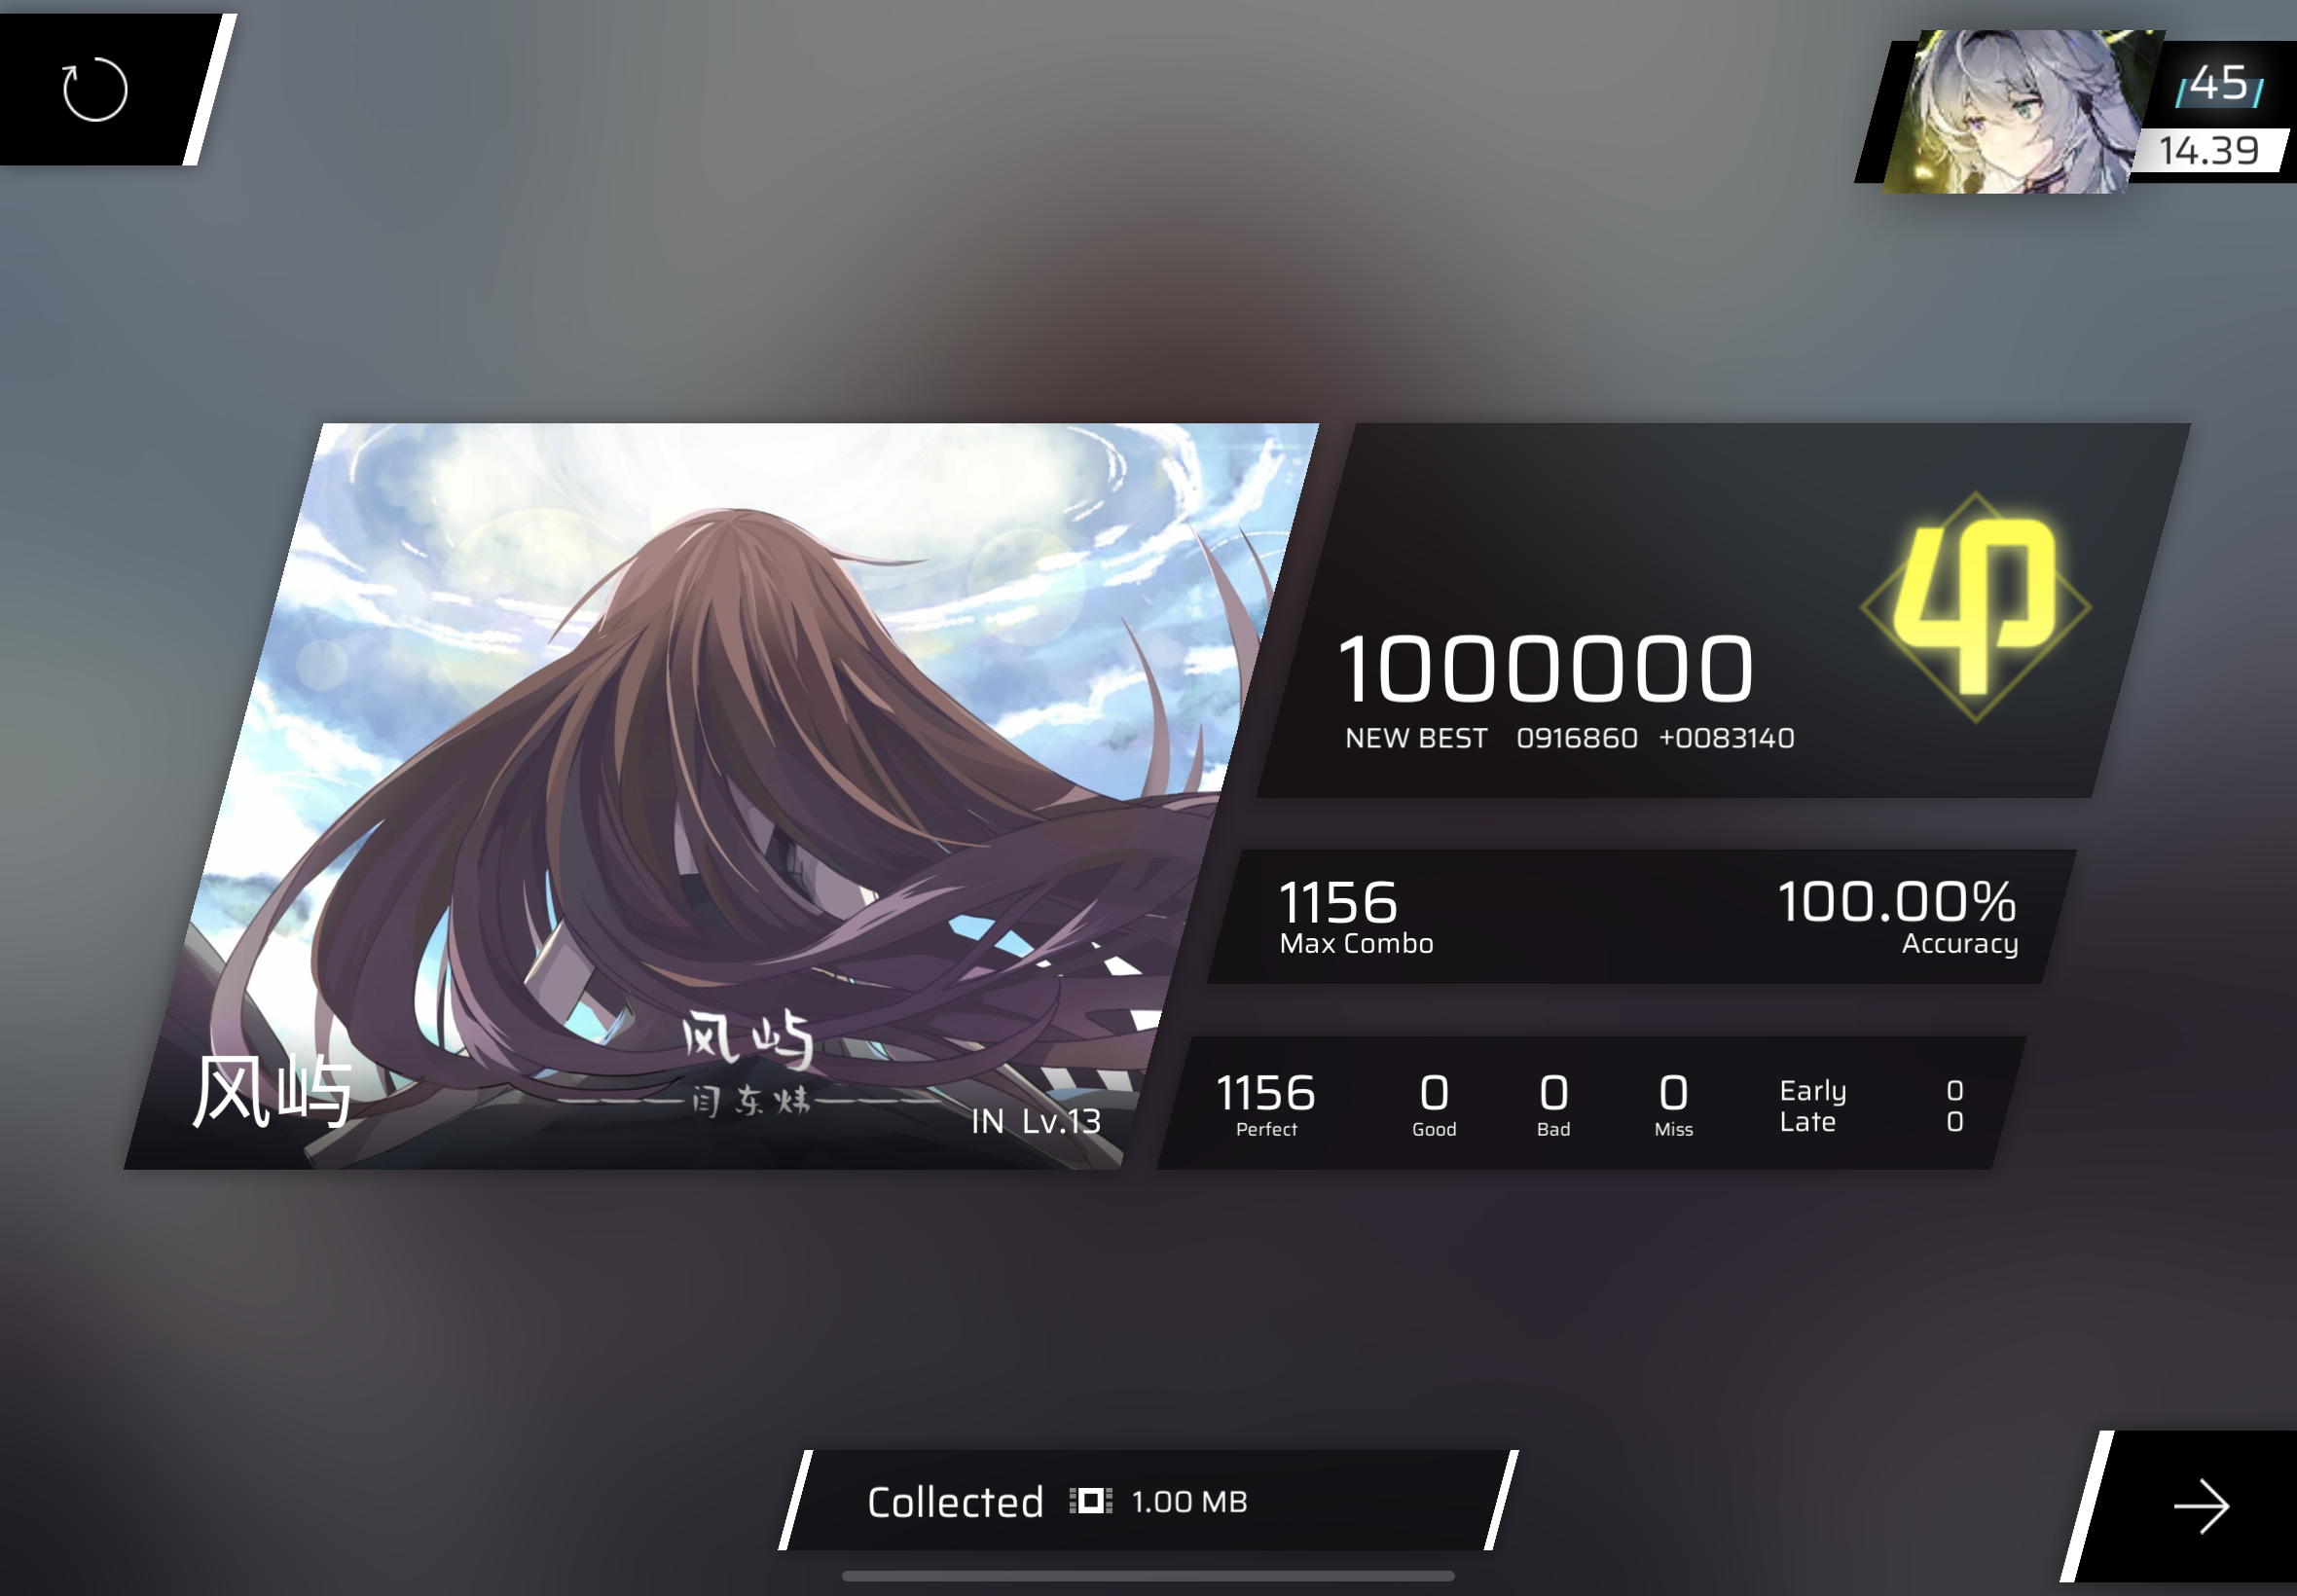 45
14.39
1000000
NEW BEST 0916860 +0083140
1156
Max Combo
100.00%
Accuracy
风屿
闫东炜
风屿
IN Lv.13
1156 0 0 0
Perfect Good Bad Miss
Early 0
Late 0
Collected 1.00 MB